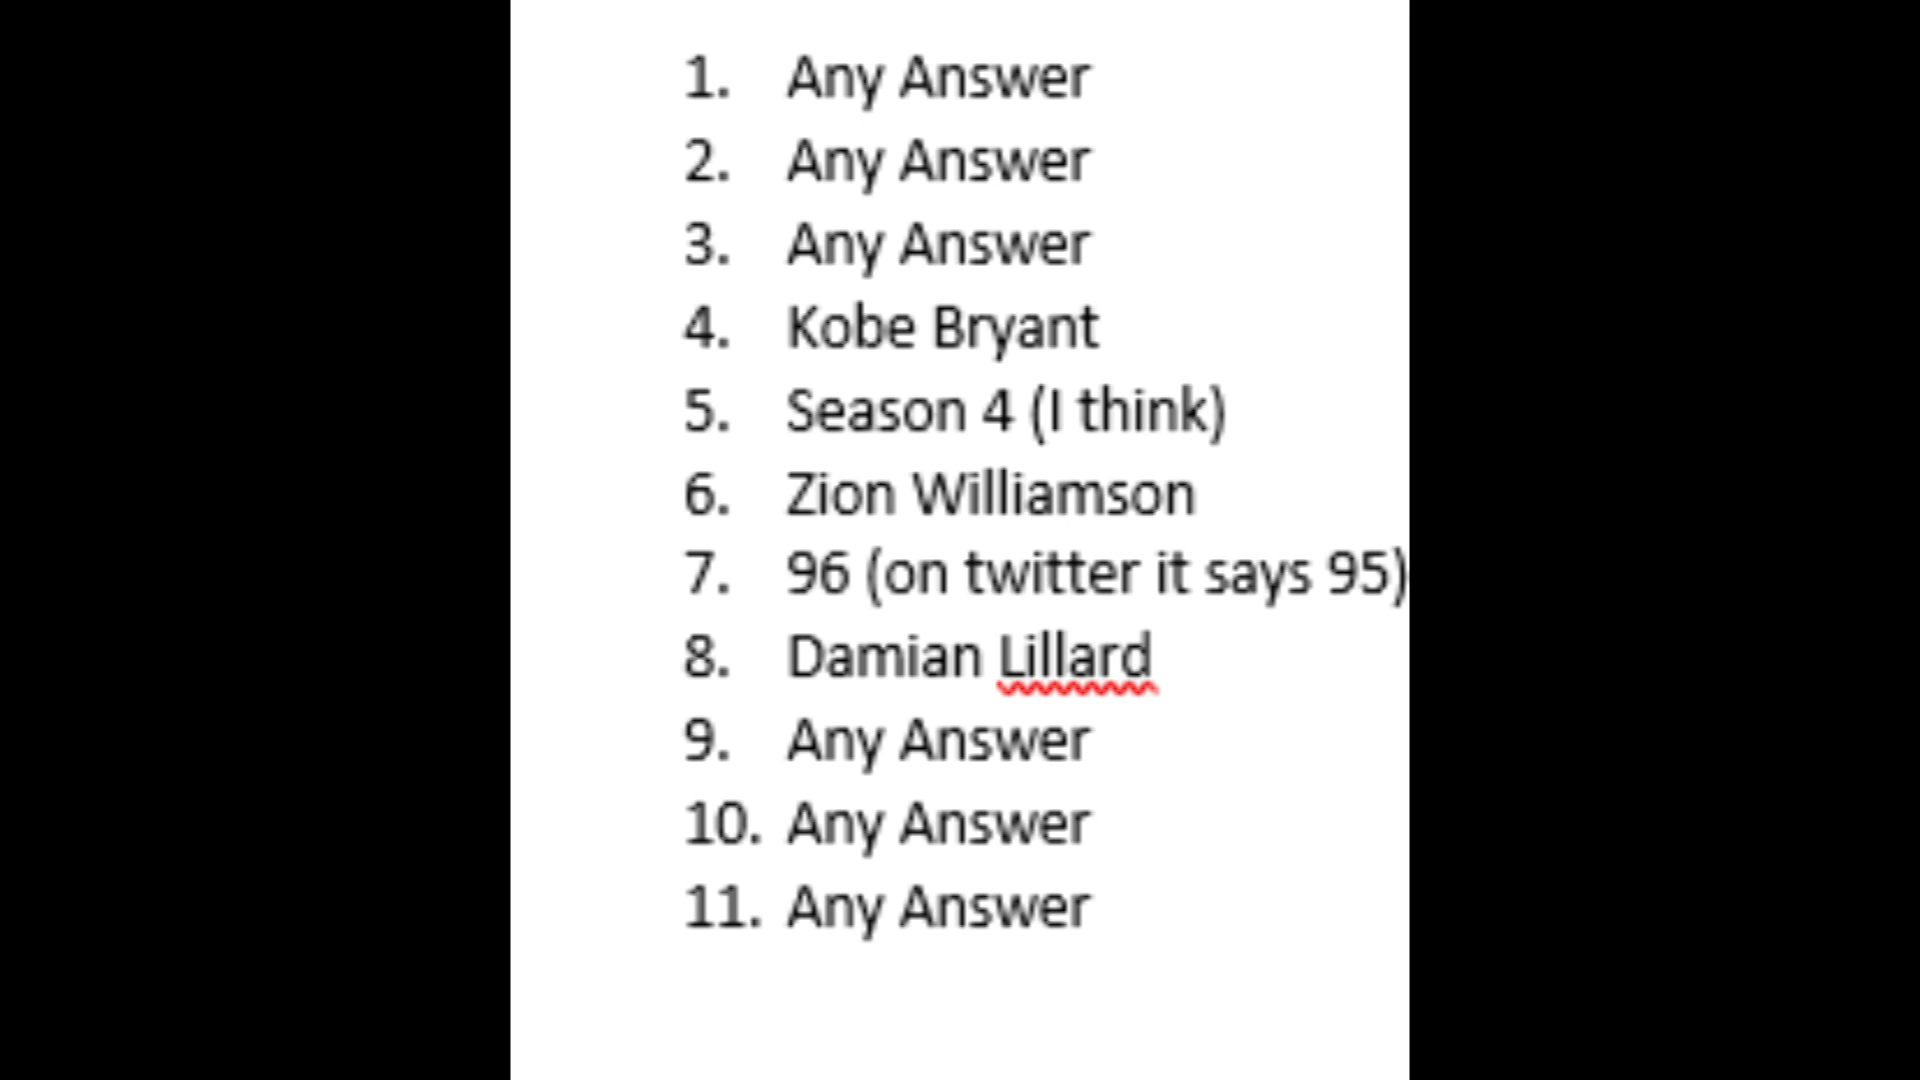 1. Any Answer
2. Any Answer
3. Any Answer
4. Kobe Bryant
5. Season 4 (I think)
6. Zion Williamson
7. 96 (on twitter it says 95)
8. Damian Lillard
9. Any Answer
10. Any Answer
11. Any Answer